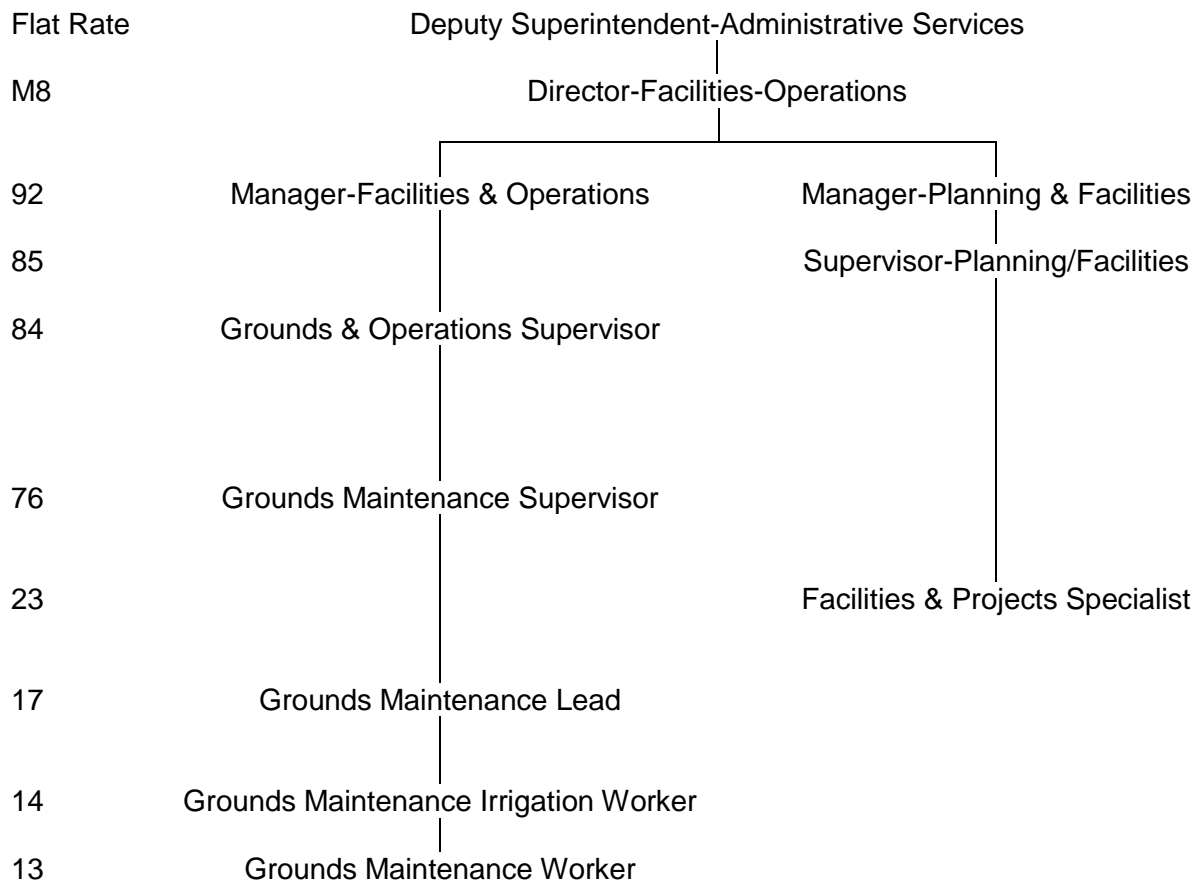 Flat Rate Deputy Superintendent-Administrative Services
M8 Director-Facilities-Operations
92 Manager-Facilities & Operations Manager-Planning & Facilities
85 Supervisor-Planning/Facilities
84 Grounds & Operations Supervisor
76 Grounds Maintenance Supervisor
23 Facilities & Projects Specialist
17 Grounds Maintenance Lead
14 Grounds Maintenance Irrigation Worker
13 Grounds Maintenance Worker